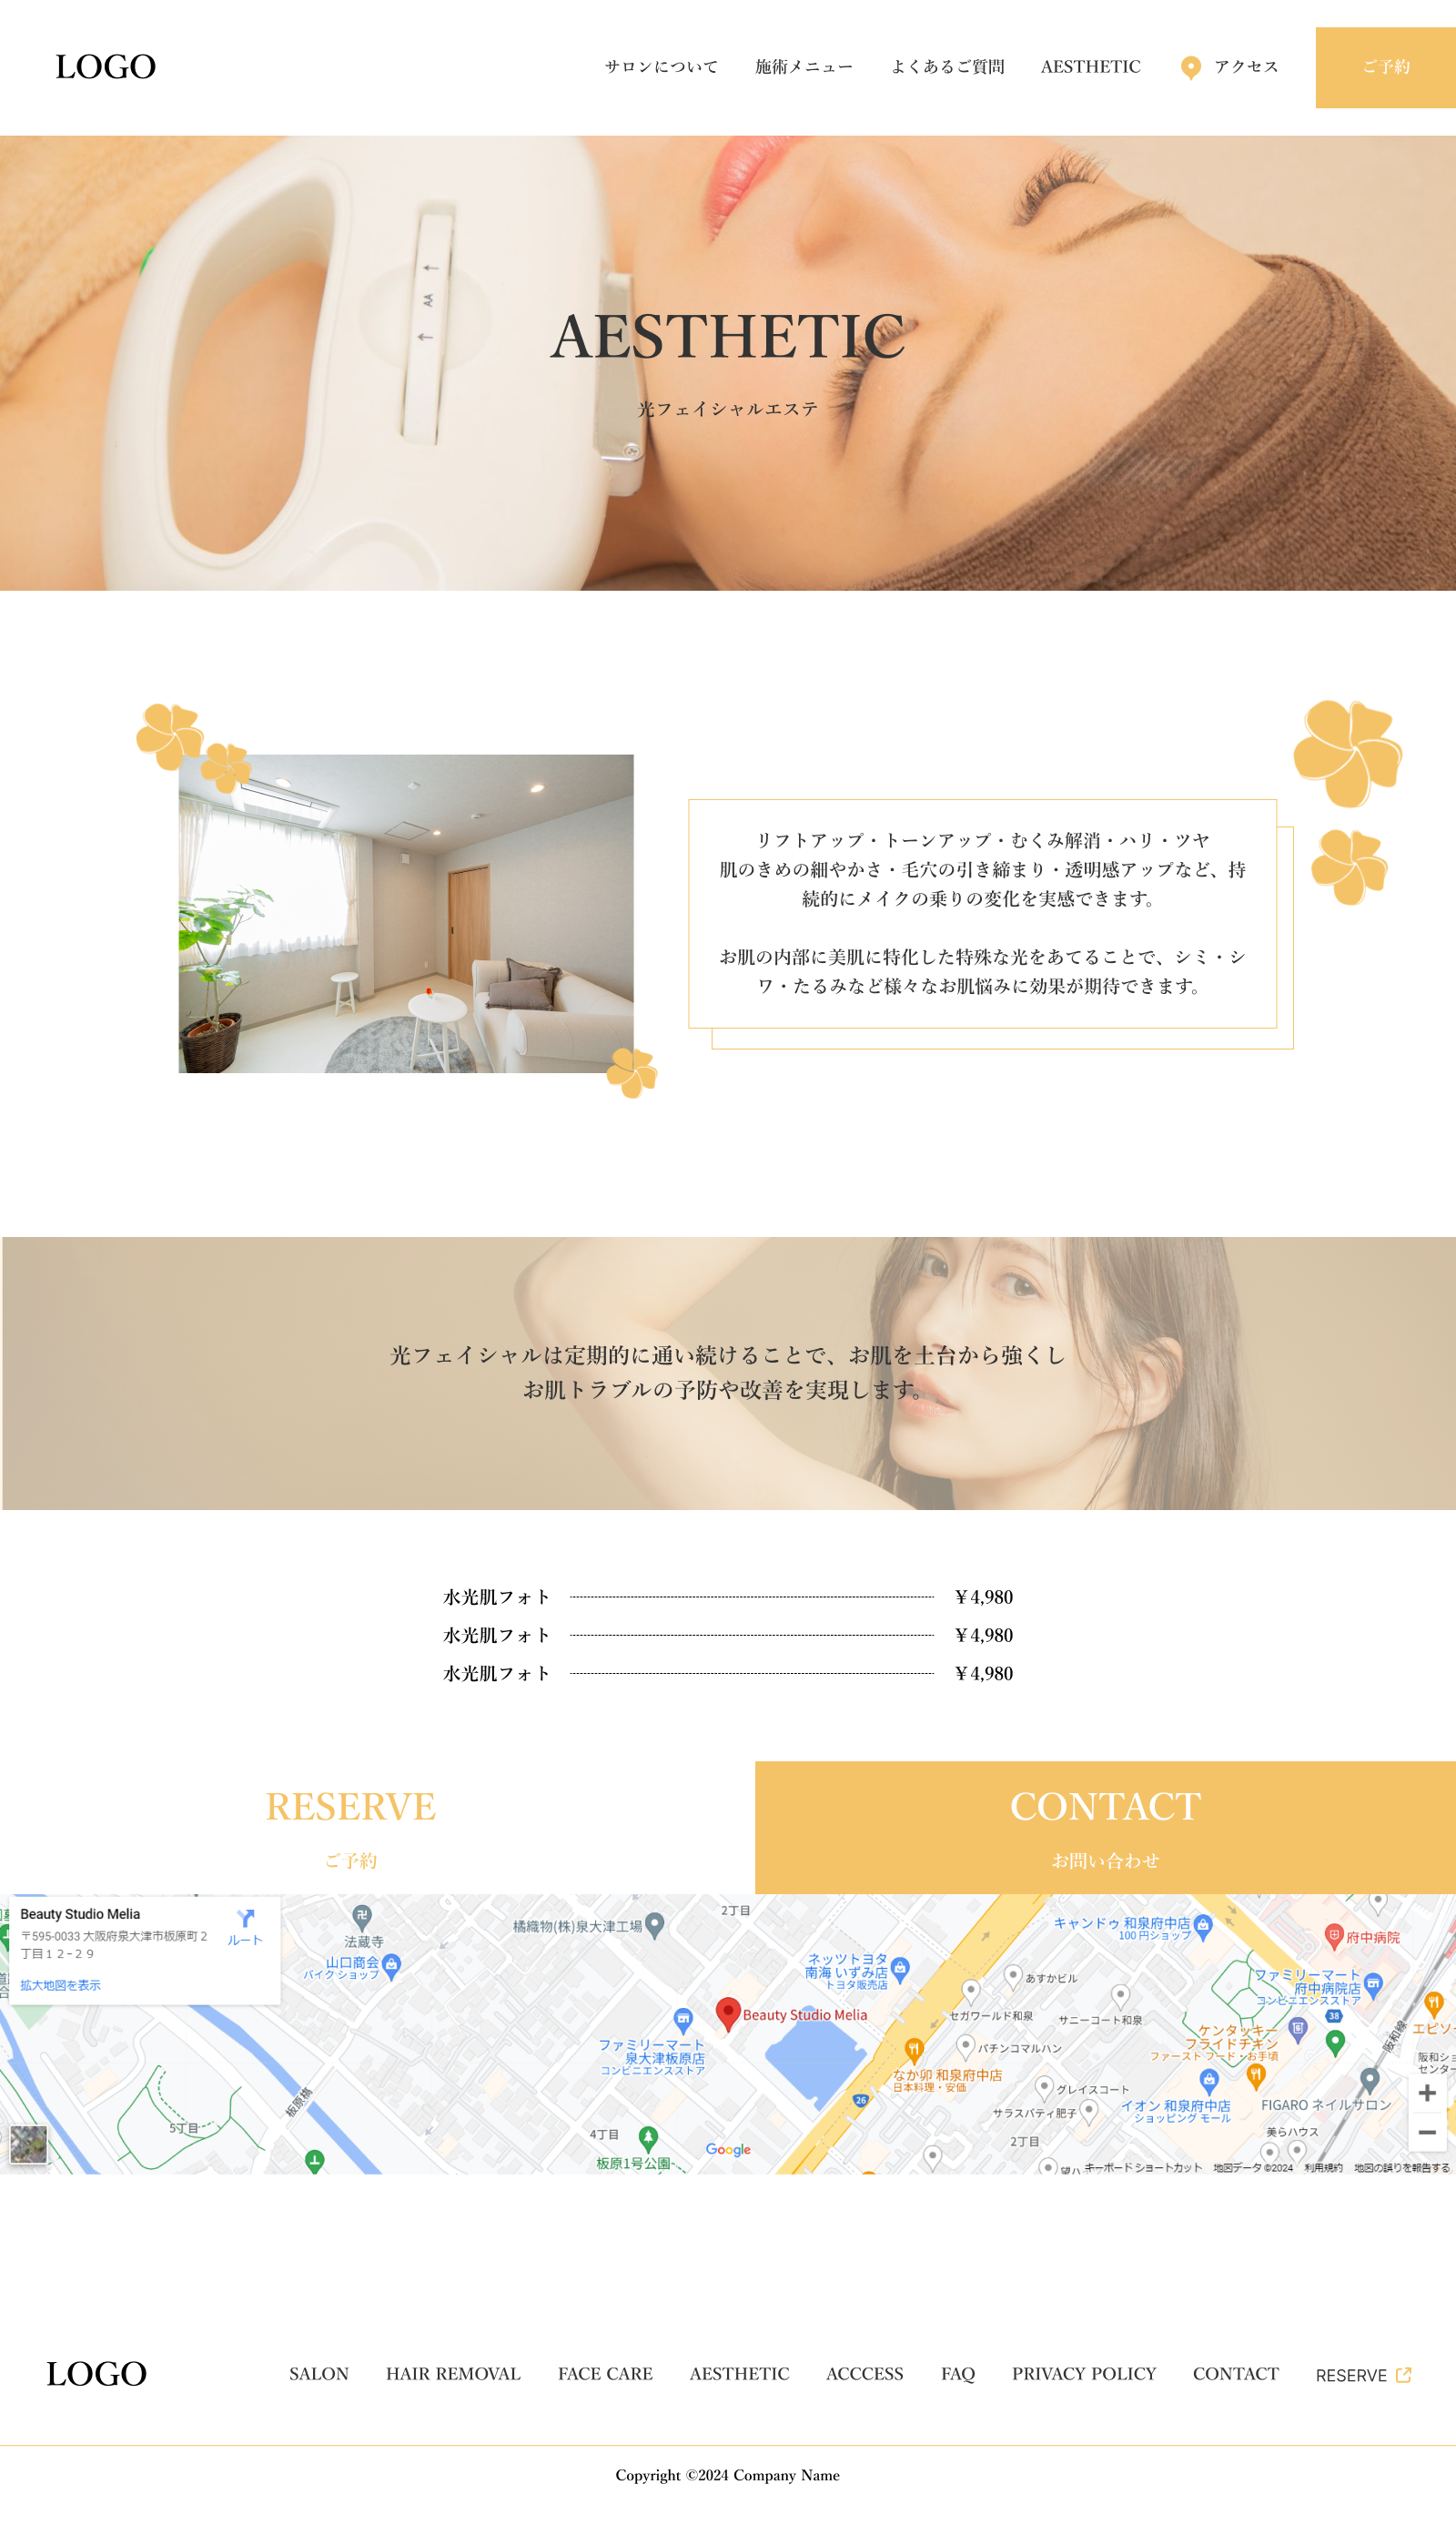 LOGO
サロンについて
施術メニュー
よくあるご質問
AESTHETIC
アクセス
ご予約
AA
AESTHETIC
光フェイシャルエステ
リフトアップ・トーンアップ・むくみ解消・ハリ・ツヤ
肌のきめの細やかさ・毛穴の引き締まり・透明感アップなど、持
続的にメイクの乗りの変化を実感できます。
お肌の内部に美肌に特化した特殊な光をあてることで、シミ・シ
ワ・たるみなど様々なお肌悩みに効果が期待できます。
光フェイシャルは定期的に通い続けることで、お肌を土台から強くし
お肌トラブルの予防や改善を実現します。
水光肌フォト ¥4,980
水光肌フォト ¥4,980
水光肌フォト ¥4,980
RESERVE
ご予約
CONTACT
お問い合わせ
Beauty Studio Melia
〒595-0033 大阪府泉大津市板原町２
丁目１２−２９
ルート
拡大地図を表示
法蔵寺
山口商会
バイク ショップ
橘織物(株)泉大津工場
2丁目
ネッツトヨタ
南海 いずみ店
トヨタ販売店
キャンドゥ 和泉府中店
100 円ショップ
府中病院
あすかビル
ファミリーマート
府中病院店
コンビニエンスストア
Beauty Studio Melia
セガワールド和泉
サニーコート和泉
38
エピソ
ファミリーマート
泉大津板原店
コンビニエンスストア
パチンコマルハン
ケンタッキー
フライドチキン
ファースト フード・お手頃
阪和線
阪和ショ
センター
なか卯 和泉府中店
日本料理・安価
26
グレイスコート
サラスパティ肥子
イオン 和泉府中店
ショッピング モール
FIGARO ネイルサロン
板原橋
5丁目
4丁目
板原1号公園
Google
2丁目
美らハウス
キーボード ショートカット
地図データ ©2024
利用規約
地図の誤りを報告する
LOGO
SALON
HAIR REMOVAL
FACE CARE
AESTHETIC
ACCCESS
FAQ
PRIVACY POLICY
CONTACT
RESERVE
Copyright ©2024 Company Name